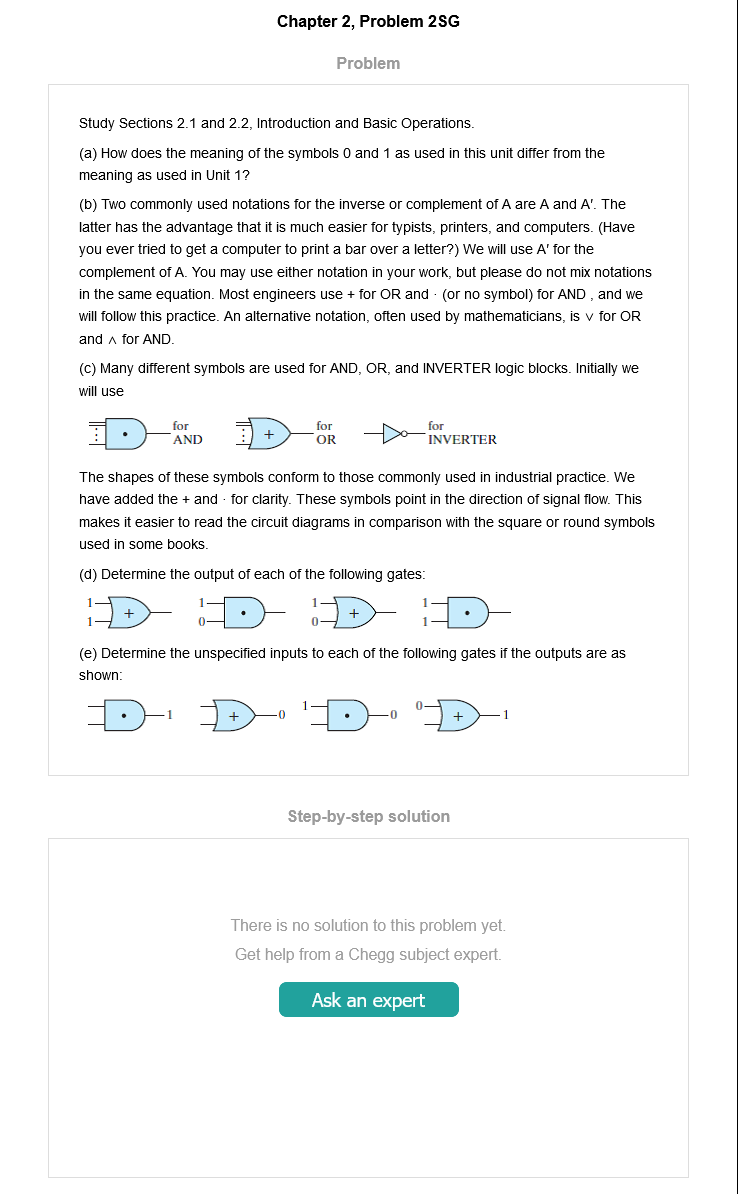 Chapter 2, Problem 2SG
Problem
Study Sections 2.1 and 2.2, Introduction and Basic Operations.
(a) How does the meaning of the symbols 0 and 1 as used in this unit differ from the
meaning as used in Unit 1?
(b) Two commonly used notations for the inverse or complement of A are A and A′. The
latter has the advantage that it is much easier for typists, printers, and computers. (Have
you ever tried to get a computer to print a bar over a letter?) We will use A′ for the
complement of A. You may use either notation in your work, but please do not mix notations
in the same equation. Most engineers use + for OR and · (or no symbol) for AND , and we
will follow this practice. An alternative notation, often used by mathematicians, is ∨ for OR
and ∧ for AND.
(c) Many different symbols are used for AND, OR, and INVERTER logic blocks. Initially we
will use
· for AND + for OR for INVERTER
The shapes of these symbols conform to those commonly used in industrial practice. We
have added the + and · for clarity. These symbols point in the direction of signal flow. This
makes it easier to read the circuit diagrams in comparison with the square or round symbols
used in some books.
(d) Determine the output of each of the following gates:
1 1 + 1 0 · 1 0 + 1 1 ·
(e) Determine the unspecified inputs to each of the following gates if the outputs are as
shown:
· 1 + 0 1 · 0 0 + 1
Step-by-step solution
There is no solution to this problem yet.
Get help from a Chegg subject expert.
Ask an expert